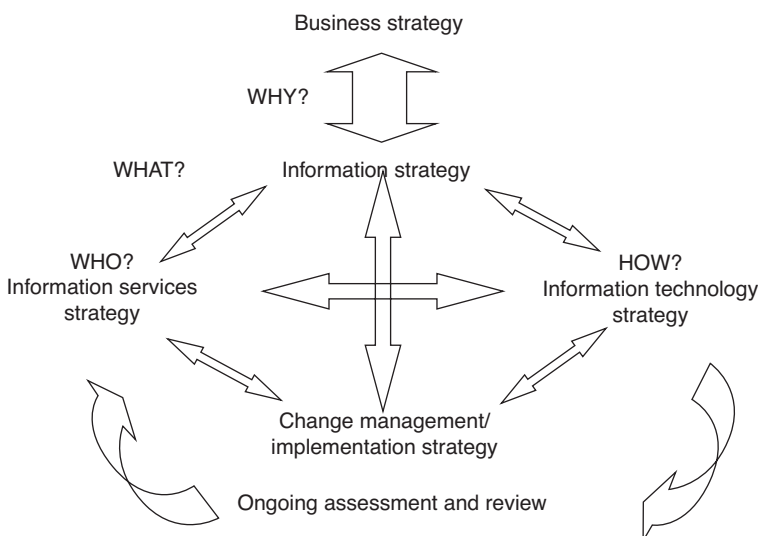 Business strategy
WHY?
WHAT?
Information strategy
WHO?
Information services
strategy
HOW?
Information technology
strategy
Change management/
implementation strategy
Ongoing assessment and review